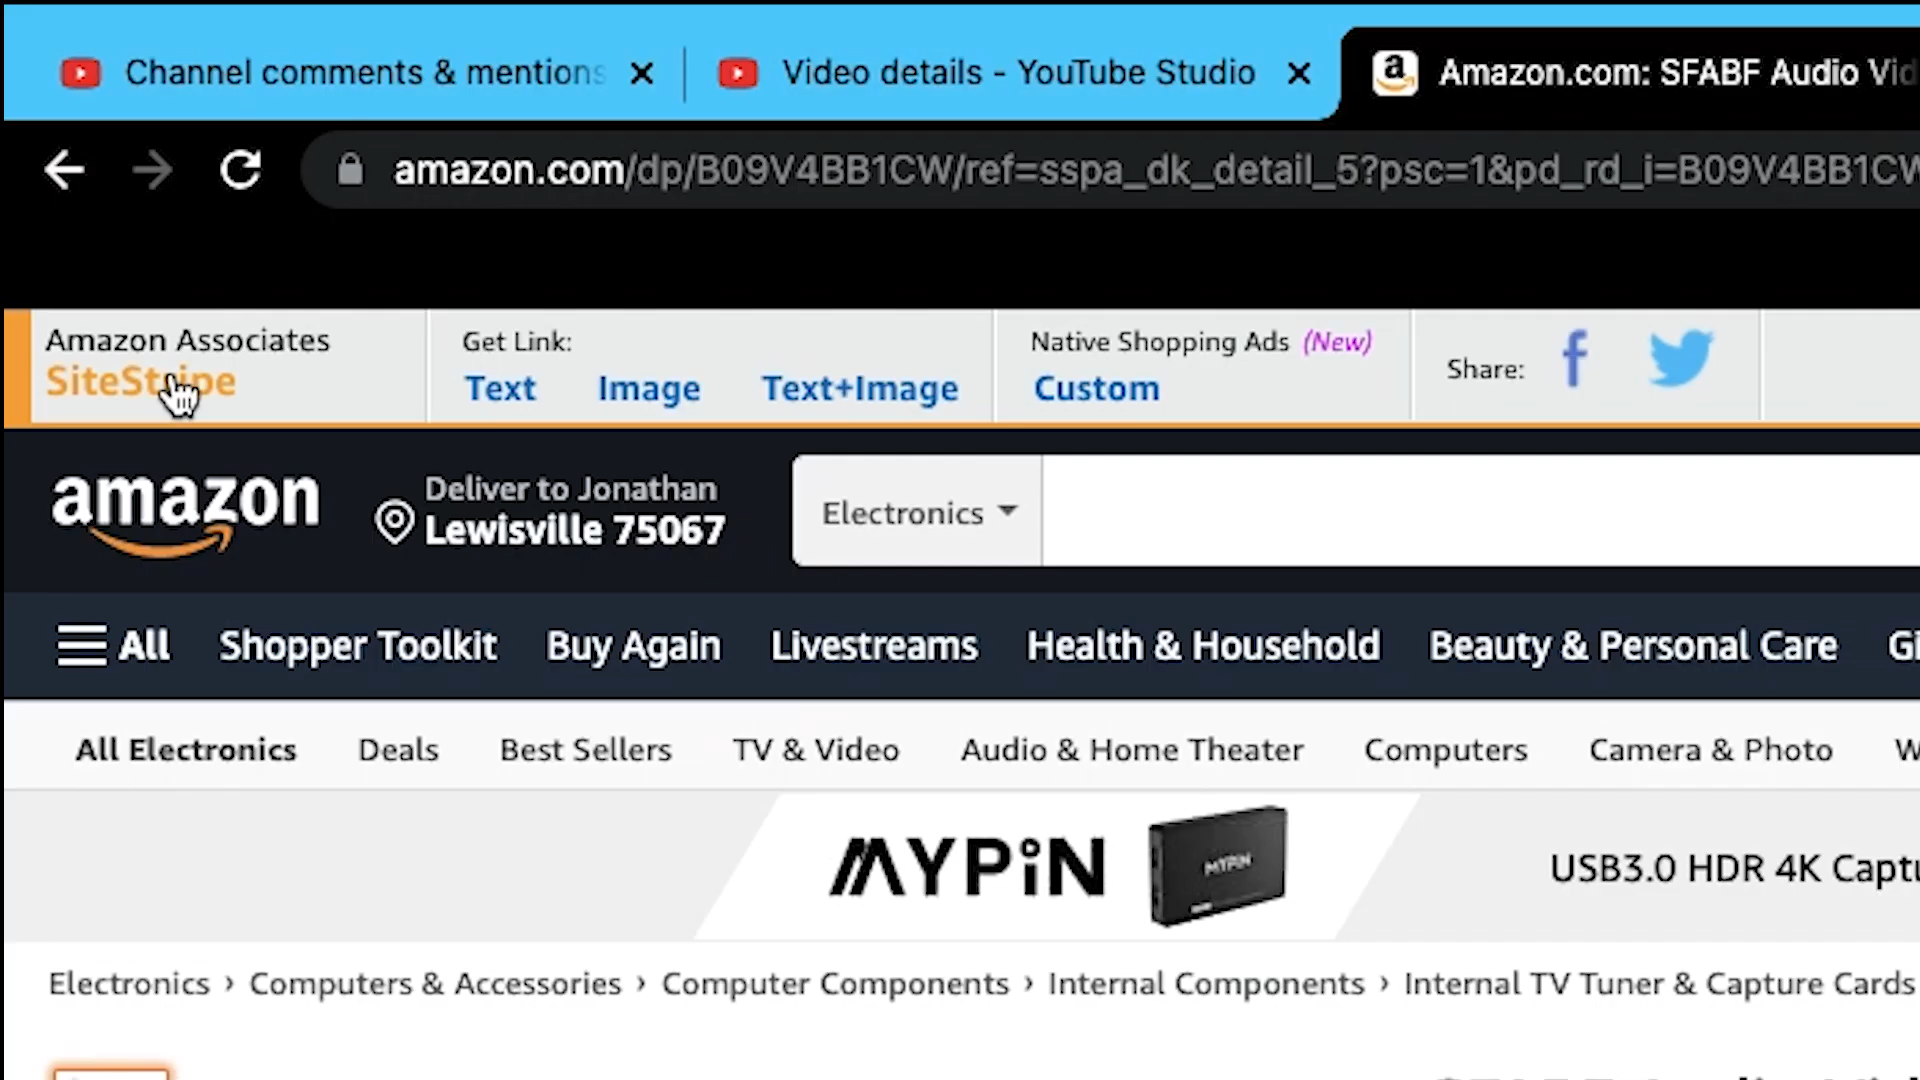 Channel comments & mentions
Video details - YouTube Studio
Amazon.com: SFABF Audio Vid
amazon.com/dp/B09V4BB1CW/ref=sspa_dk_detail_5?psc=1&pd_rd_i=B09V4BB1CW
Amazon Associates
SiteStripe
Get Link:
Text Image Text+Image
Native Shopping Ads (New)
Custom
Share:
amazon
Deliver to Jonathan
Lewisville 75067
Electronics
All Shopper Toolkit Buy Again Livestreams Health & Household Beauty & Personal Care Gi
All Electronics Deals Best Sellers TV & Video Audio & Home Theater Computers Camera & Photo W
MYPiN
MYPIN
USB3.0 HDR 4K Captu
Electronics › Computers & Accessories › Computer Components › Internal Components › Internal TV Tuner & Capture Cards